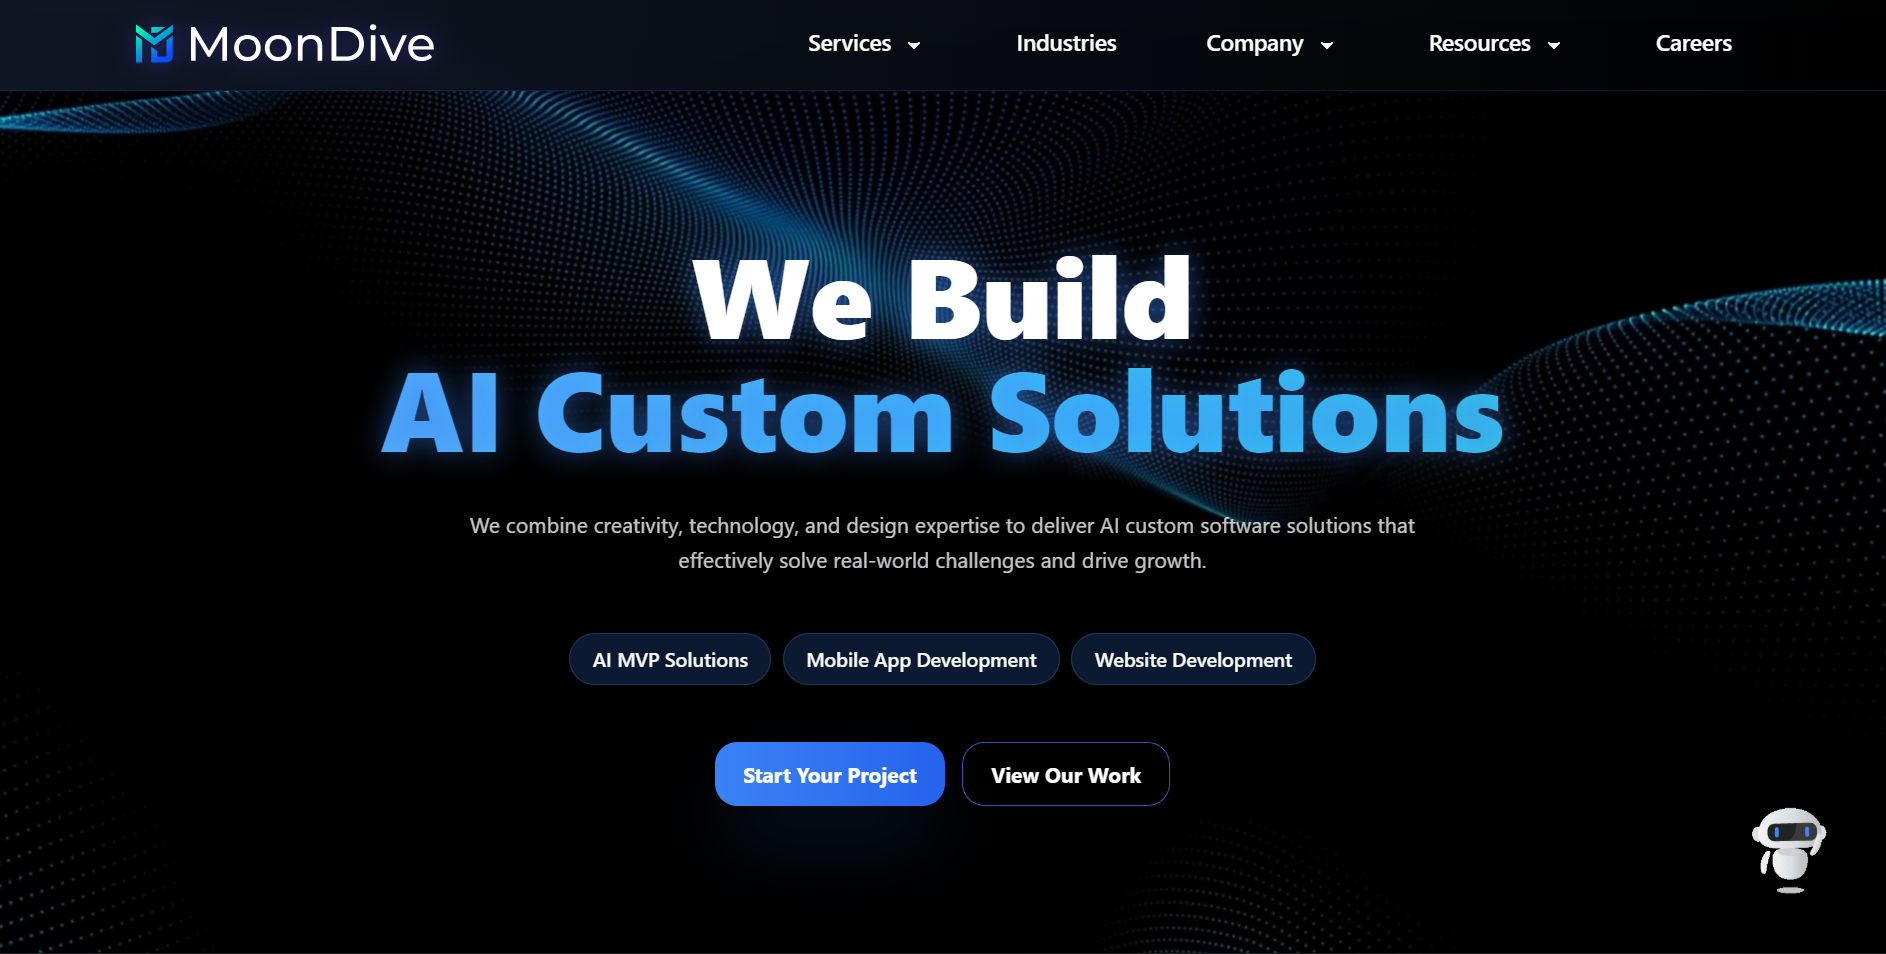 MoonDive
Services
Industries
Company
Resources
Careers
We Build
AI Custom Solutions
We combine creativity, technology, and design expertise to deliver AI custom software solutions that
effectively solve real-world challenges and drive growth.
AI MVP Solutions
Mobile App Development
Website Development
Start Your Project
View Our Work